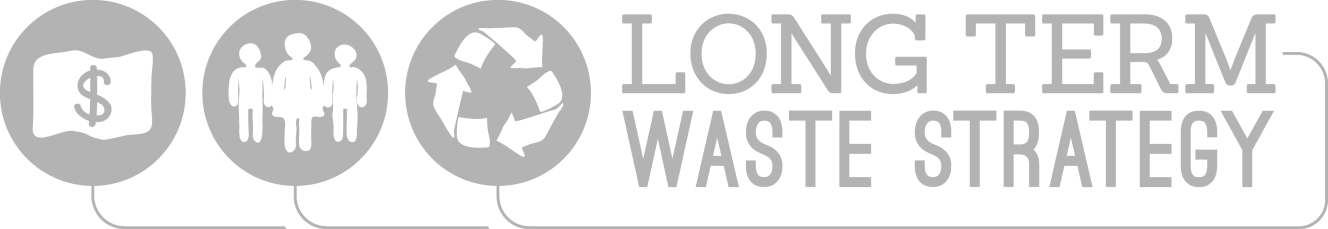 $
LONG TERM
WASTE STRATEGY